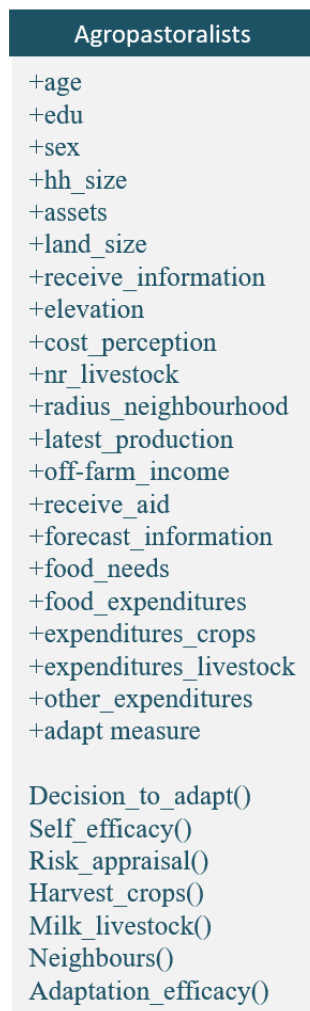 Agropastoralists
+age
+edu
+sex
+hh_size
+assets
+land_size
+receive_information
+elevation
+cost_perception
+nr_livestock
+radius_neighbourhood
+latest_production
+off-farm_income
+receive_aid
+forecast_information
+food_needs
+food_expenditures
+expenditures_crops
+expenditures_livestock
+other_expenditures
+adapt measure
Decision_to_adapt()
Self_efficacy()
Risk_appraisal()
Harvest_crops()
Milk_livestock()
Neighbours()
Adaptation_efficacy()